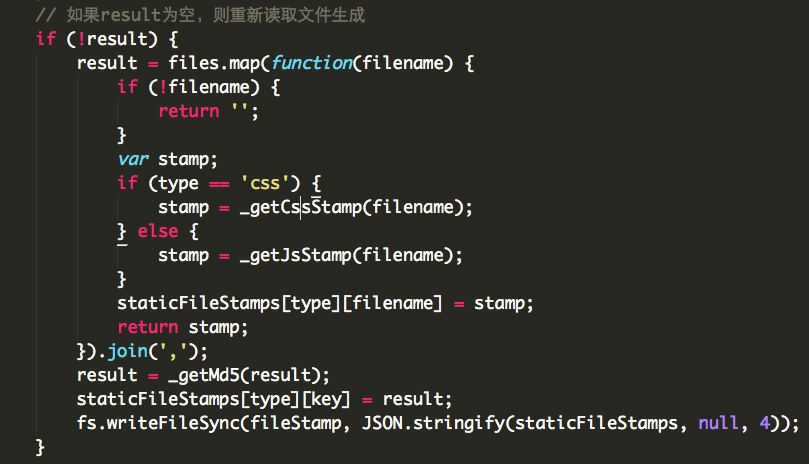 // 如果result为空，则重新读取文件生成
if (!result) {
    result = files.map(function(filename) {
        if (!filename) {
            return '';
        }
        var stamp;
        if (type == 'css') {
            stamp = _getCssStamp(filename);
        } else {
            stamp = _getJsStamp(filename);
        }
        staticFileStamps[type][filename] = stamp;
        return stamp;
    }).join(',');
    result = _getMd5(result);
    staticFileStamps[type][key] = result;
    fs.writeFileSync(fileStamp, JSON.stringify(staticFileStamps, null, 4));
}